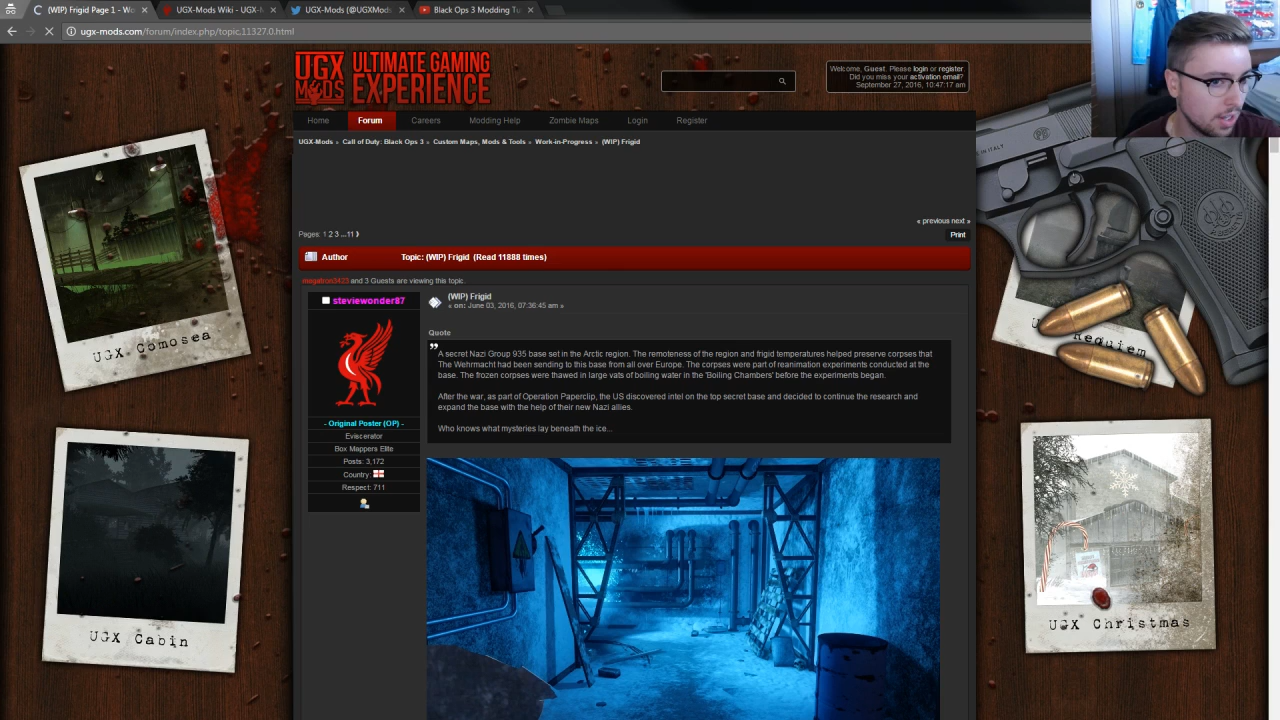 (WIP) Frigid Page 1 - Wo
UGX-Mods Wiki - UGX-M
UGX-Mods (@UGXMods
Black Ops 3 Modding Tu
ugx-mods.com/forum/index.php/topic,11327.0.html
UGX MODS ULTIMATE GAMING EXPERIENCE
Welcome, Guest. Please login or register.
Did you miss your activation email?
September 27, 2016, 10:47:17 am
Home Forum Careers Modding Help Zombie Maps Login Register
UGX-Mods » Call of Duty: Black Ops 3 » Custom Maps, Mods & Tools » Work-in-Progress » (WIP) Frigid
« previous next »
Pages: 1 2 3 ...11
Print
Author Topic: (WIP) Frigid (Read 11888 times)
megatron3423 and 3 Guests are viewing this topic.
steviewonder87
(WIP) Frigid
« on: June 03, 2016, 07:36:45 am »
Quote
A secret Nazi Group 935 base set in the Arctic region. The remoteness of the region and frigid temperatures helped preserve corpses that
The Wehrmacht had been sending to this base from all over Europe. The corpses were part of reanimation experiments conducted at the
base. The frozen corpses were thawed in large vats of boiling water in the 'Boiling Chambers' before the experiments began.
After the war, as part of Operation Paperclip, the US discovered intel on the top secret base and decided to continue the research and
expand the base with the help of their new Nazi allies.
Who knows what mysteries lay beneath the ice...
- Original Poster (OP) -
Eviscerator
Box Mappers Elite
Posts: 3,172
Country:
Respect: 711
UGX Comosea
UGX Cabin
Requiem
UGX Christmas